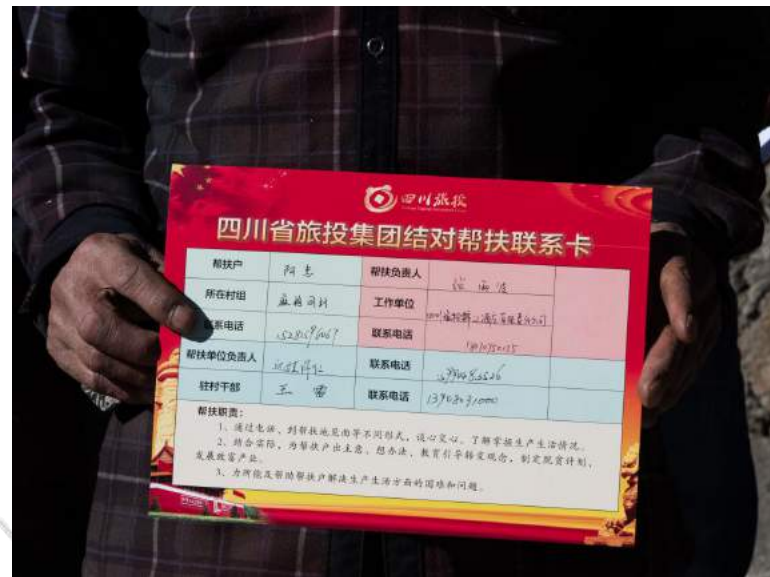 四川旅投
四川省旅投集团结对帮扶联系卡
帮扶户 阿惠 帮扶负责人
所在村组 工作单位
联系电话 联系电话
帮扶单位负责人 联系电话
驻村干部 王雷 联系电话 13908031000
帮扶职责：
1、通过电话、到帮扶地见面等不同形式，谈心交心，了解掌握生产生活情况。
2、结合实际，为帮扶户出主意、想办法，教育引导转变观念，制定脱贫计划，
发展致富产业。
3、力所能及帮助帮扶户解决生产生活方面的困难和问题。